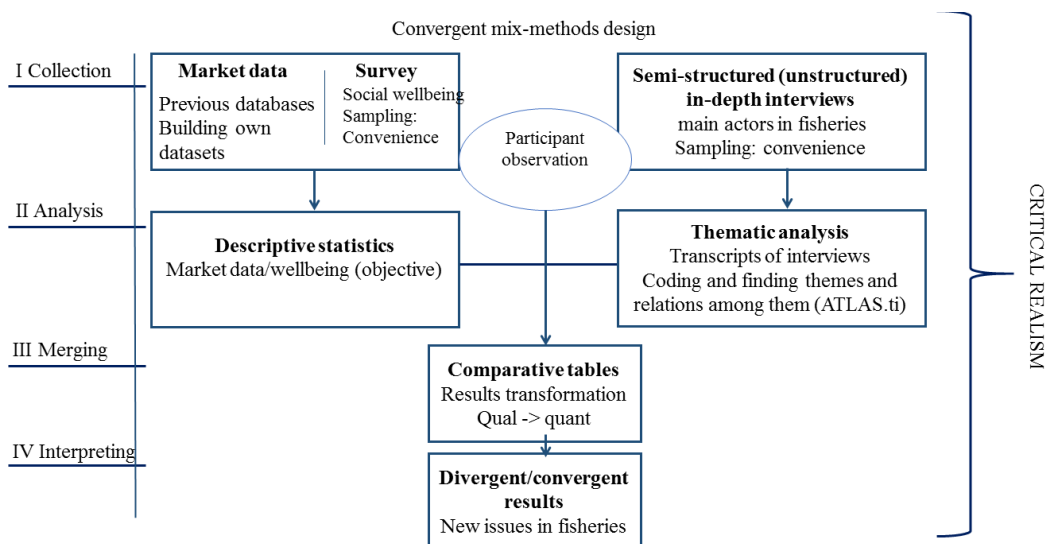 Convergent mix-methods design
I Collection
Market data
Previous databases
Building own
datasets
Survey
Social wellbeing
Sampling:
Convenience
Participant
observation
Semi-structured (unstructured)
in-depth interviews
main actors in fisheries
Sampling: convenience
II Analysis
Descriptive statistics
Market data/wellbeing (objective)
Thematic analysis
Transcripts of interviews
Coding and finding themes and
relations among them (ATLAS.ti)
III Merging
Comparative tables
Results transformation
Qual -> quant
IV Interpreting
Divergent/convergent
results
New issues in fisheries
CRITICAL REALISM